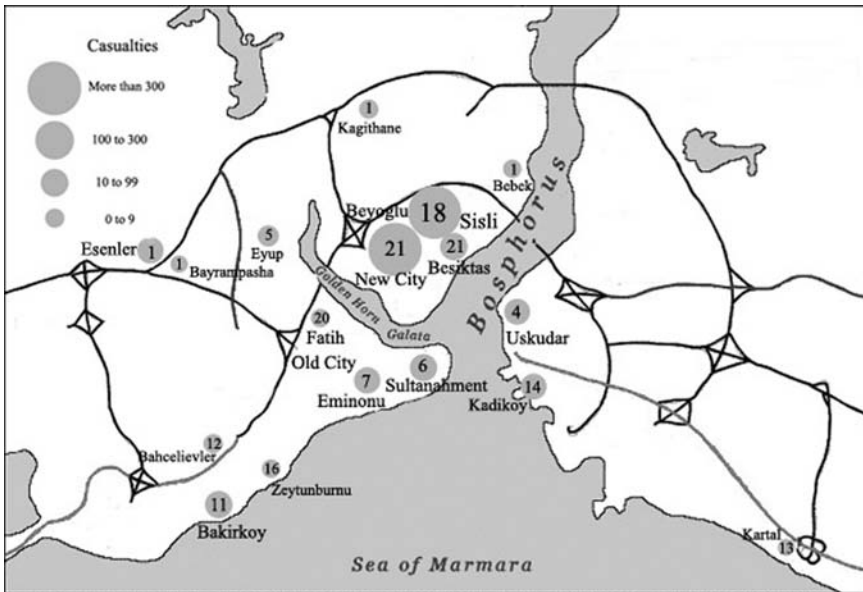 Casualties
More than 300
100 to 300
10 to 99
0 to 9
1
Kagithane
1
Bebek
Beyoglu
18
Sisli
21
New City
21
Besiktas
Esenler
1
1
Bayrampasha
5
Eyup
Golden Horn
Galata
Bosphorus
20
Fatih
Old City
4
Uskudar
6
Sultanahment
7
Eminonu
14
Kadikoy
12
Bahcelievler
16
Zeytunburnu
11
Bakirkoy
Kartal
13
Sea of Marmara